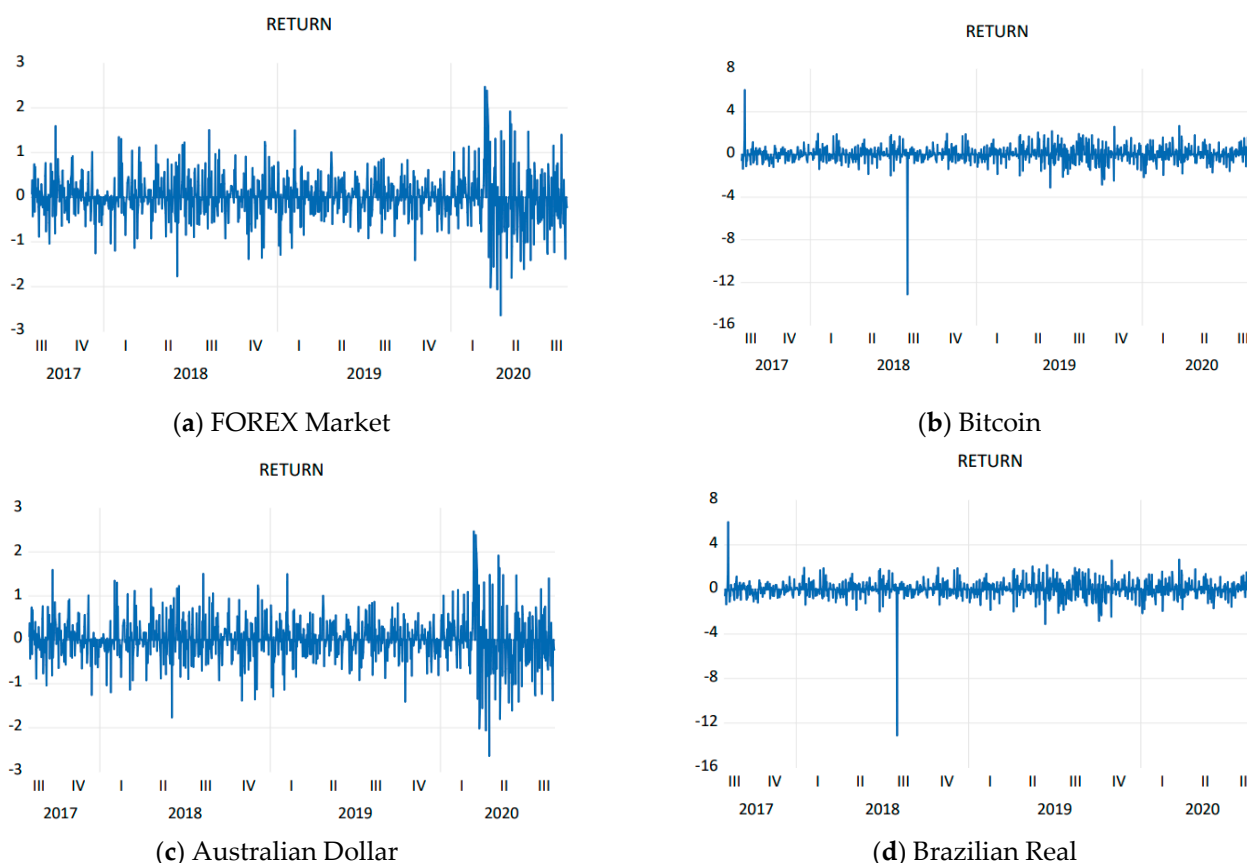 RETURN
3
2
1
0
-1
-2
-3
III IV I II III IV I II III IV I II III
2017 2018 2019 2020
(a) FOREX Market
RETURN
8
4
0
-4
-8
-12
-16
III IV I II III IV I II III IV I II III
2017 2018 2019 2020
(b) Bitcoin
RETURN
3
2
1
0
-1
-2
-3
III IV I II III IV I II III IV I II III
2017 2018 2019 2020
(c) Australian Dollar
RETURN
8
4
0
-4
-8
-12
-16
III IV I II III IV I II III IV I II II
2017 2018 2019 2020
(d) Brazilian Real